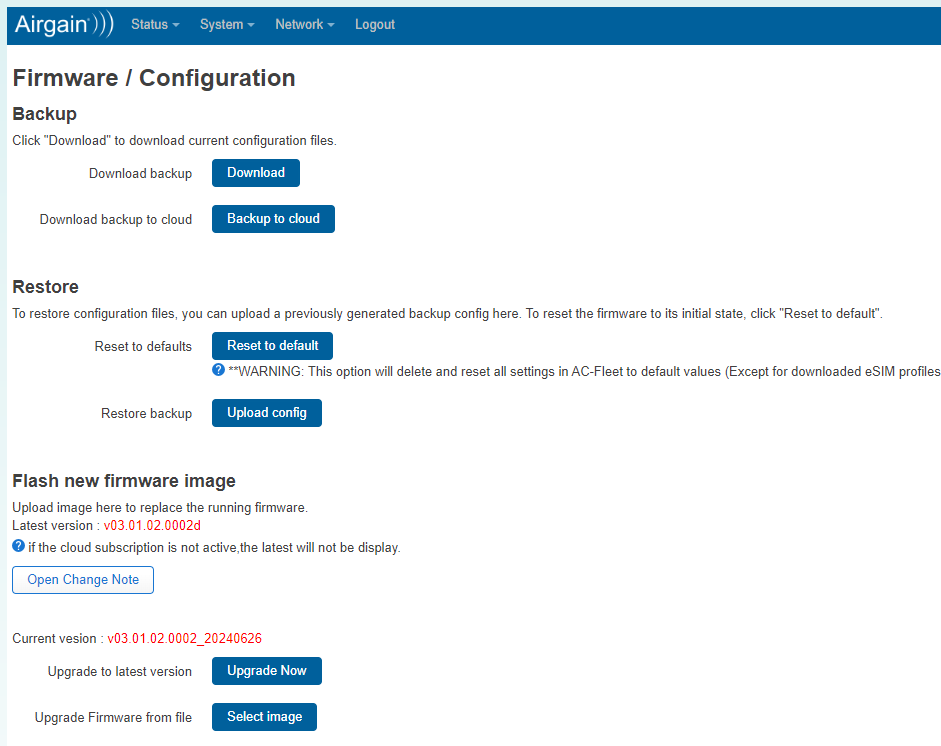 Airgain
Status
System
Network
Logout
Firmware / Configuration
Backup
Click "Download" to download current configuration files.
Download backup
Download
Download backup to cloud
Backup to cloud
Restore
To restore configuration files, you can upload a previously generated backup config here. To reset the firmware to its initial state, click "Reset to default".
Reset to defaults
Reset to default
**WARNING: This option will delete and reset all settings in AC-Fleet to default values (Except for downloaded eSIM profiles
Restore backup
Upload config
Flash new firmware image
Upload image here to replace the running firmware.
Latest version : v03.01.02.0002d
if the cloud subscription is not active,the latest will not be display.
Open Change Note
Current vesion : v03.01.02.0002_20240626
Upgrade to latest version
Upgrade Now
Upgrade Firmware from file
Select image